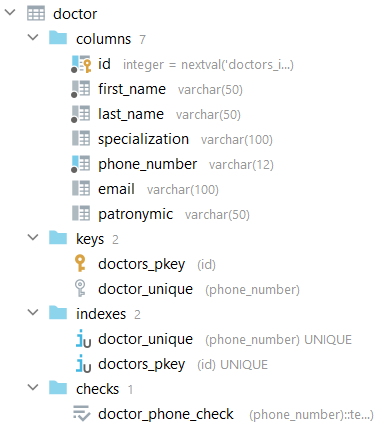 doctor
columns 7
id integer = nextval('doctors_i...)
first_name varchar(50)
last_name varchar(50)
specialization varchar(100)
phone_number varchar(12)
email varchar(100)
patronymic varchar(50)
keys 2
doctors_pkey (id)
doctor_unique (phone_number)
indexes 2
doctor_unique (phone_number) UNIQUE
doctors_pkey (id) UNIQUE
checks 1
doctor_phone_check (phone_number)::te...)